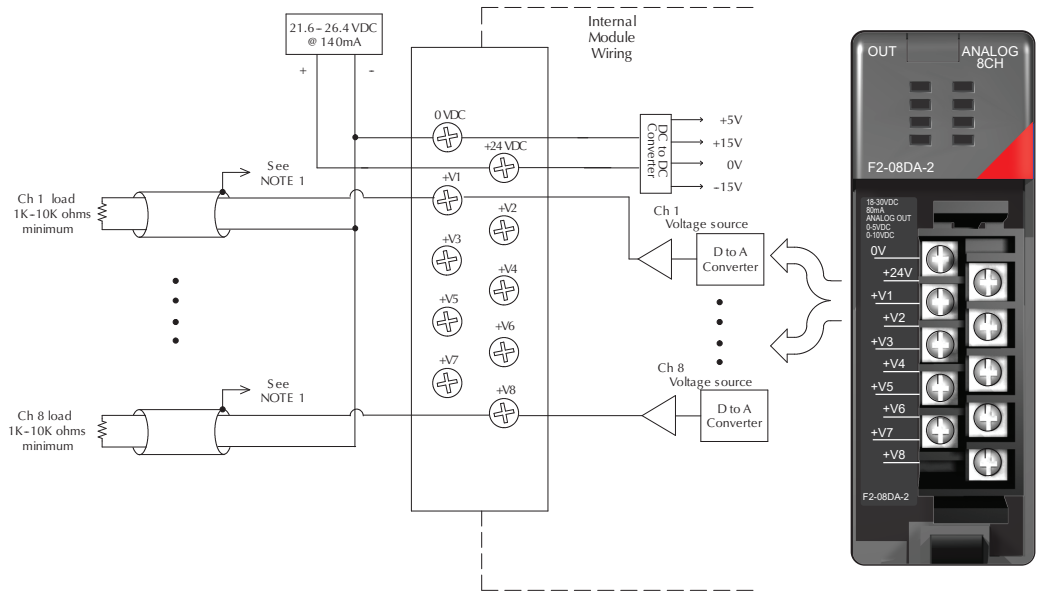 21.6–26.4 VDC
@ 140mA
+
–
Internal
Module
Wiring
0 VDC
+24 VDC
+V1
+V2
+V3
+V4
+V5
+V6
+V7
+V8
See
NOTE 1
Ch 1 load
1K–10K ohms
minimum
See
NOTE 1
Ch 8 load
1K–10K ohms
minimum
DC to DC
Converter
+5V
+15V
0V
–15V
Ch 1
Voltage source
D to A
Converter
Ch 8
Voltage source
D to A
Converter
OUT
ANALOG
8CH
F2-08DA-2
18-30VDC
80mA
ANALOG OUT
0-5VDC
0-10VDC
0V
+24V
+V1
+V2
+V3
+V4
+V5
+V6
+V7
+V8
F2-08DA-2